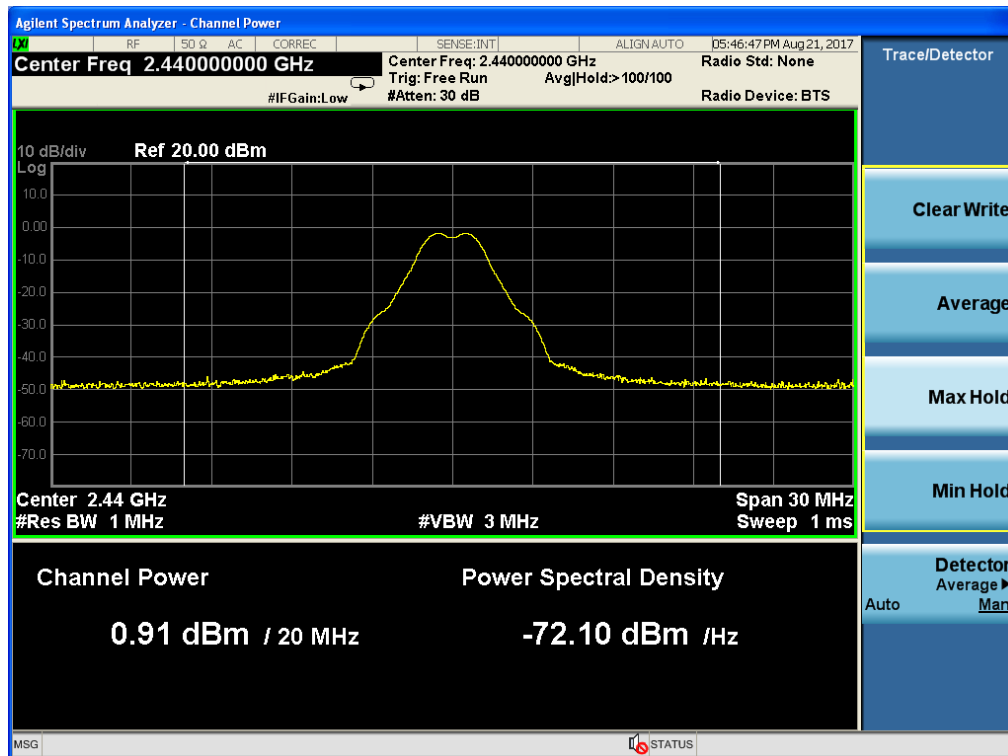 Agilent Spectrum Analyzer - Channel Power
LXI RF 50 Ω AC CORREC SENSE:INT ALIGN AUTO 05:46:47 PM Aug 21, 2017
Center Freq 2.440000000 GHz
Center Freq: 2.440000000 GHz Radio Std: None
Trig: Free Run Avg|Hold:> 100/100
#IFGain:Low #Atten: 30 dB Radio Device: BTS
Trace/Detector
10 dB/div Ref 20.00 dBm
Log
10.0
0.00
-10.0
-20.0
-30.0
-40.0
-50.0
-60.0
-70.0
Center 2.44 GHz Span 30 MHz
#Res BW 1 MHz #VBW 3 MHz Sweep 1 ms
Channel Power Power Spectral Density
0.91 dBm / 20 MHz -72.10 dBm /Hz
Clear Write
Average
Max Hold
Min Hold
Detector
Average
Auto Man
MSG STATUS